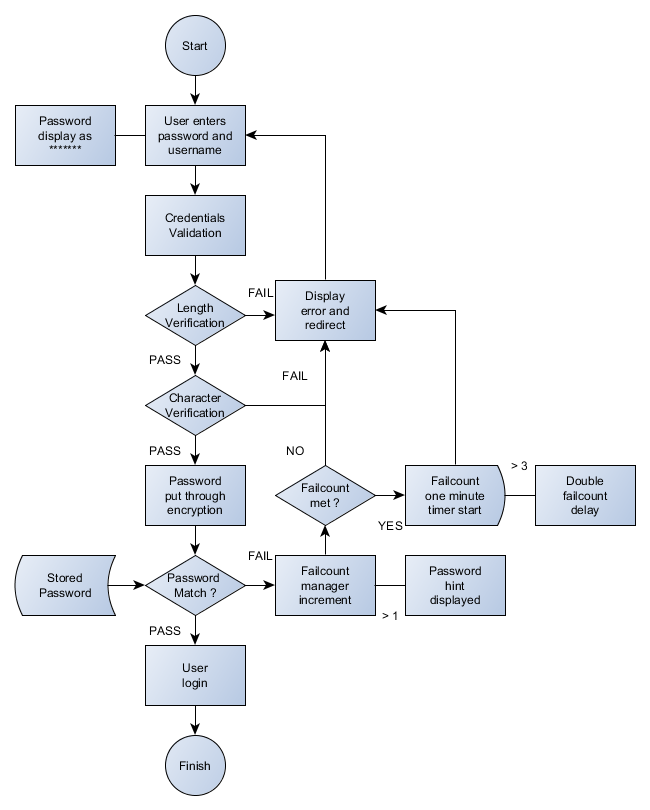 Start
Password
display as
*******
User enters
password and
username
Credentials
Validation
Length
Verification
FAIL
Display
error and
redirect
PASS
Character
Verification
FAIL
PASS
Password
put through
encryption
NO
Failcount
met ?
YES
Failcount
one minute
timer start
> 3
Double
failcount
delay
Stored
Password
Password
Match ?
FAIL
Failcount
manager
increment
> 1
Password
hint
displayed
PASS
User
login
Finish